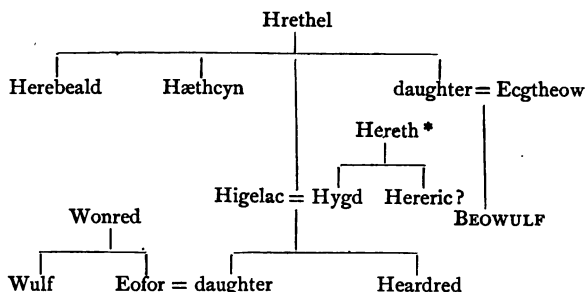 Hrethel
Herebeald Hæthcyn daughter = Ecgtheow
Hereth *
Higelac = Hygd Hereric ?
BEOWULF
Wonred
Wulf Eofor = daughter Heardred